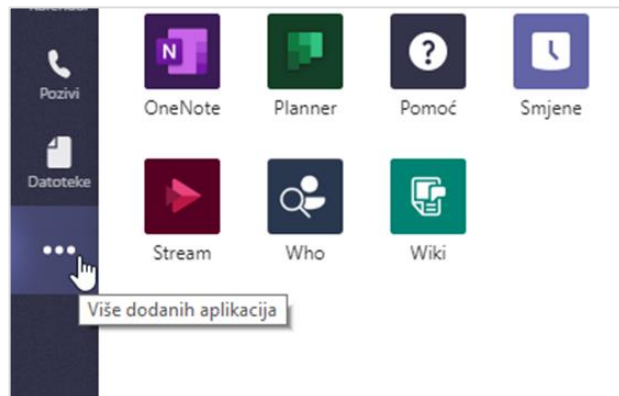 Pozivi
Datoteke
OneNote Planner Pomoć Smjene
Stream Who Wiki
Više dodanih aplikacija